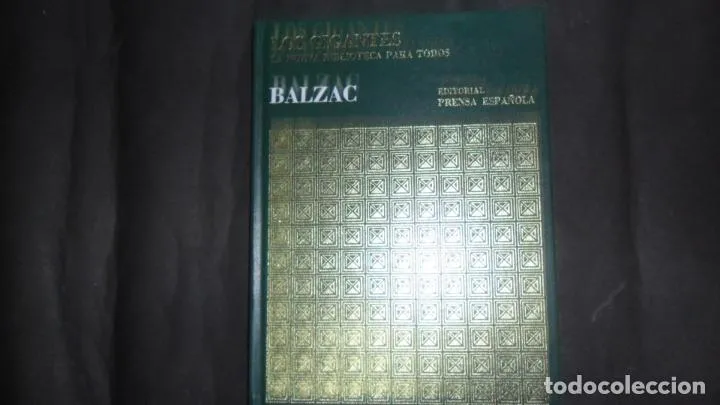 LOS GIGANTES
LA NUEVA BIBLIOTECA PARA TODOS
BALZAC
EDITORIAL
PRENSA ESPAÑOLA
todocoleccion